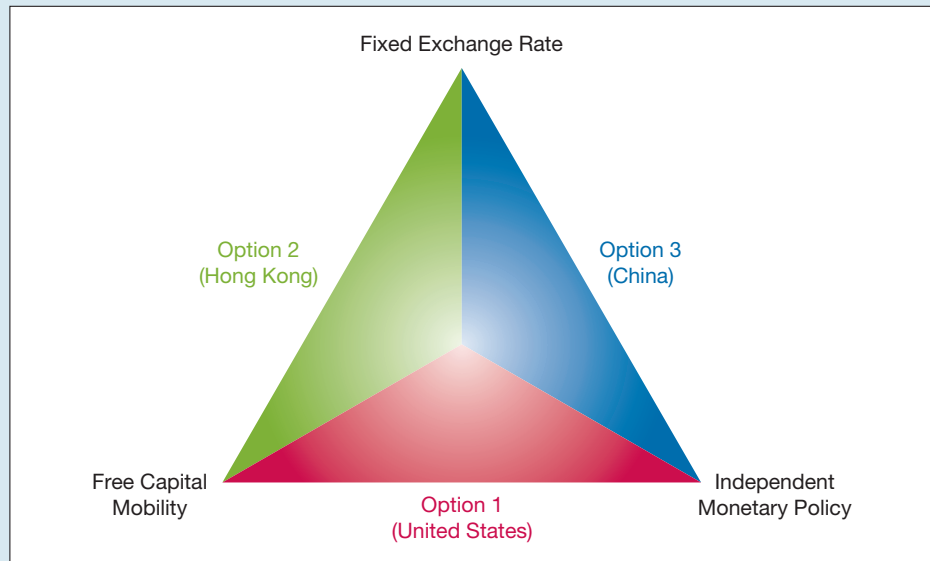 Fixed Exchange Rate
Option 2
(Hong Kong)
Option 3
(China)
Free Capital
Mobility
Independent
Monetary Policy
Option 1
(United States)